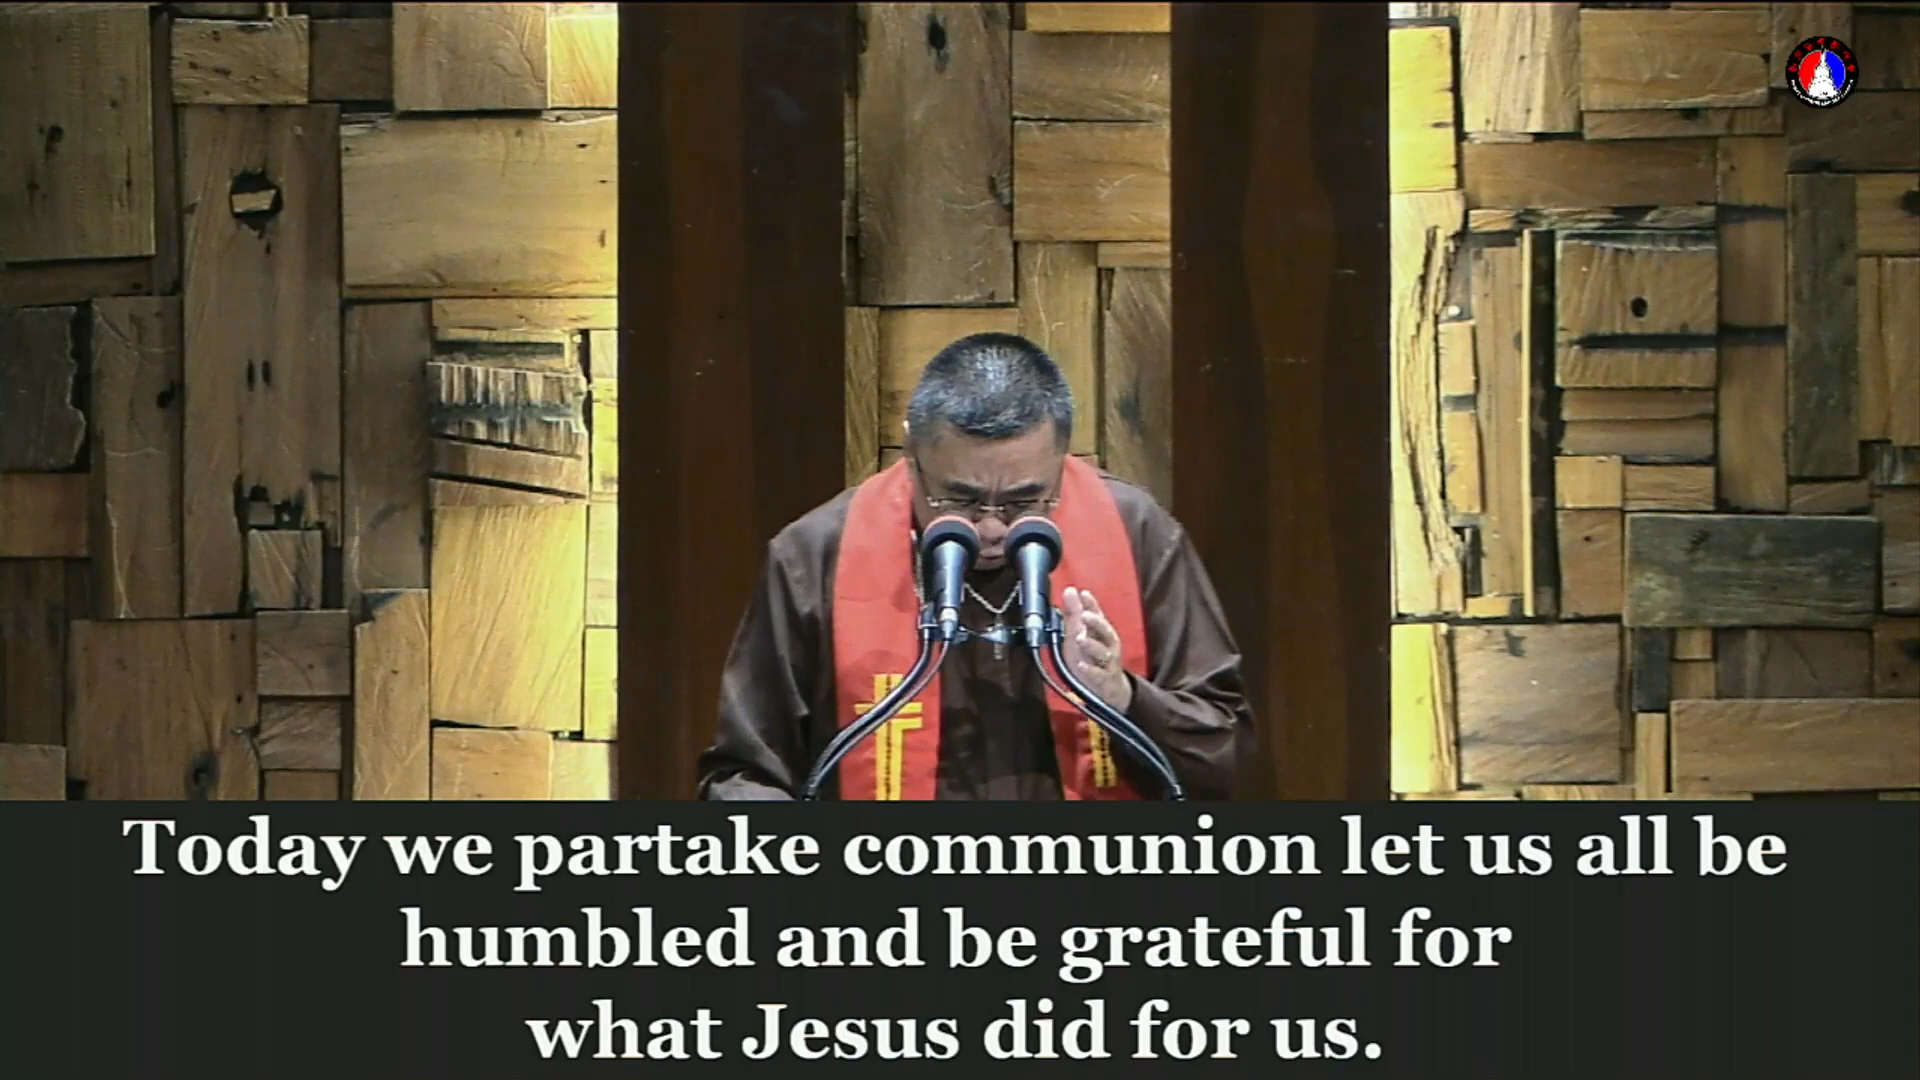 Today we partake communion let us all be
humbled and be grateful for
what Jesus did for us.